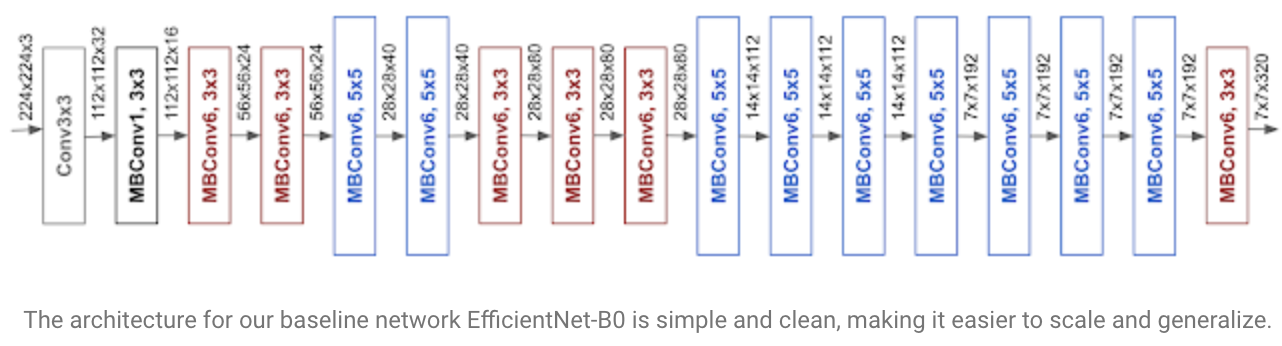 224x224x3
Conv3x3
112x112x32
MBConv1, 3x3
112x112x16
MBConv6, 3x3
56x56x24
MBConv6, 3x3
56x56x24
MBConv6, 5x5
28x28x40
MBConv6, 5x5
28x28x40
MBConv6, 3x3
28x28x80
MBConv6, 3x3
28x28x80
MBConv6, 3x3
28x28x80
MBConv6, 5x5
14x14x112
MBConv6, 5x5
14x14x112
MBConv6, 5x5
14x14x112
MBConv6, 5x5
7x7x192
MBConv6, 5x5
7x7x192
MBConv6, 5x5
7x7x192
MBConv6, 5x5
7x7x192
MBConv6, 3x3
7x7x320
The architecture for our baseline network EfficientNet-B0 is simple and clean, making it easier to scale and generalize.